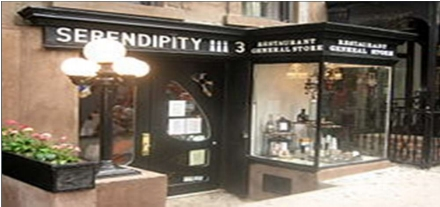 SERENDIPITY 3
RESTAURANT
GENERAL STORE
RESTAURANT
GENERAL STORE